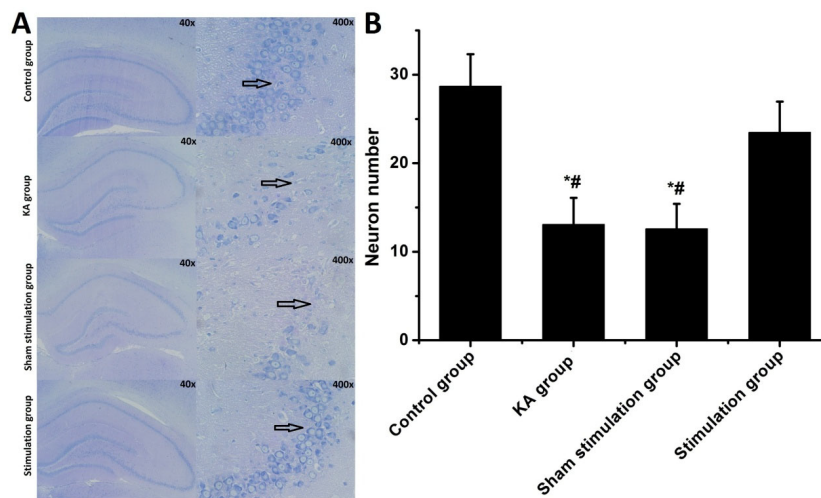 A
Control group
40x
400x
KA group
40x
400x
Sham stimulation group
40x
400x
Stimulation group
40x
400x
B
Neuron number
30
20
10
0
*#
*#
Control group
KA group
Sham stimulation group
Stimulation group